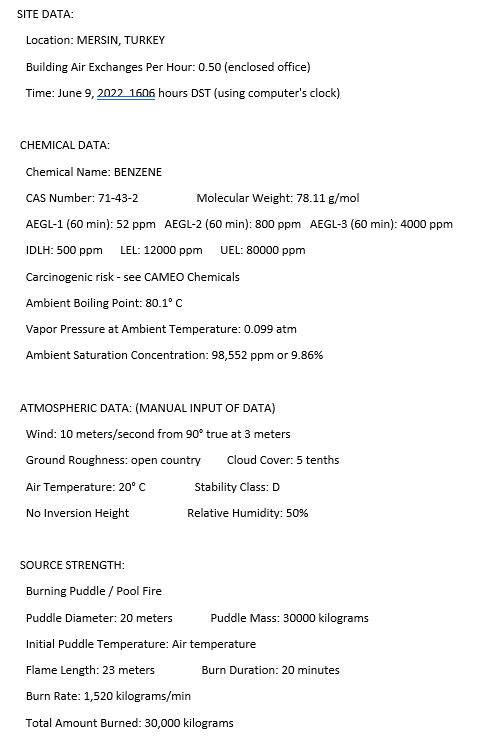 SITE DATA:
Location: MERSIN, TURKEY
Building Air Exchanges Per Hour: 0.50 (enclosed office)
Time: June 9, 2022 1606 hours DST (using computer's clock)
CHEMICAL DATA:
Chemical Name: BENZENE
CAS Number: 71-43-2 Molecular Weight: 78.11 g/mol
AEGL-1 (60 min): 52 ppm AEGL-2 (60 min): 800 ppm AEGL-3 (60 min): 4000 ppm
IDLH: 500 ppm LEL: 12000 ppm UEL: 80000 ppm
Carcinogenic risk - see CAMEO Chemicals
Ambient Boiling Point: 80.1° C
Vapor Pressure at Ambient Temperature: 0.099 atm
Ambient Saturation Concentration: 98,552 ppm or 9.86%
ATMOSPHERIC DATA: (MANUAL INPUT OF DATA)
Wind: 10 meters/second from 90° true at 3 meters
Ground Roughness: open country Cloud Cover: 5 tenths
Air Temperature: 20° C Stability Class: D
No Inversion Height Relative Humidity: 50%
SOURCE STRENGTH:
Burning Puddle / Pool Fire
Puddle Diameter: 20 meters Puddle Mass: 30000 kilograms
Initial Puddle Temperature: Air temperature
Flame Length: 23 meters Burn Duration: 20 minutes
Burn Rate: 1,520 kilograms/min
Total Amount Burned: 30,000 kilograms